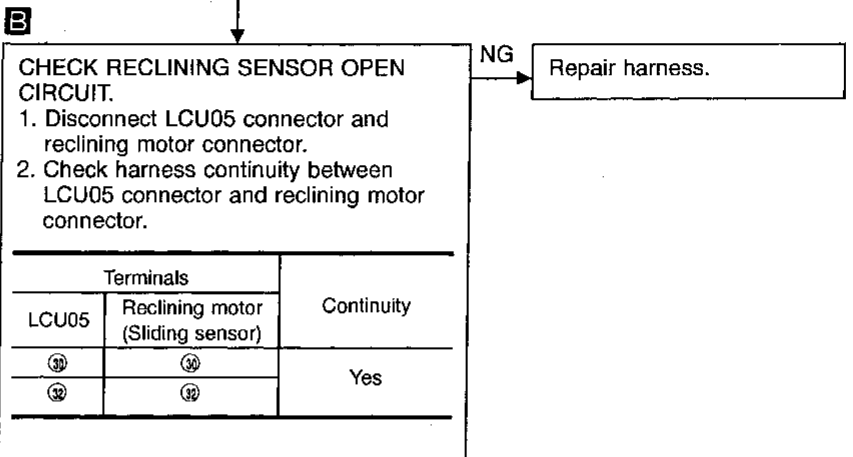 B
CHECK RECLINING SENSOR OPEN
CIRCUIT.
1. Disconnect LCU05 connector and
reclining motor connector.
2. Check harness continuity between
LCU05 connector and reclining motor
connector.
NG
Repair harness.
Terminals
Continuity
LCU05
Reclining motor
(Sliding sensor)
㉚ ㉚
Yes
㉜ ㉜